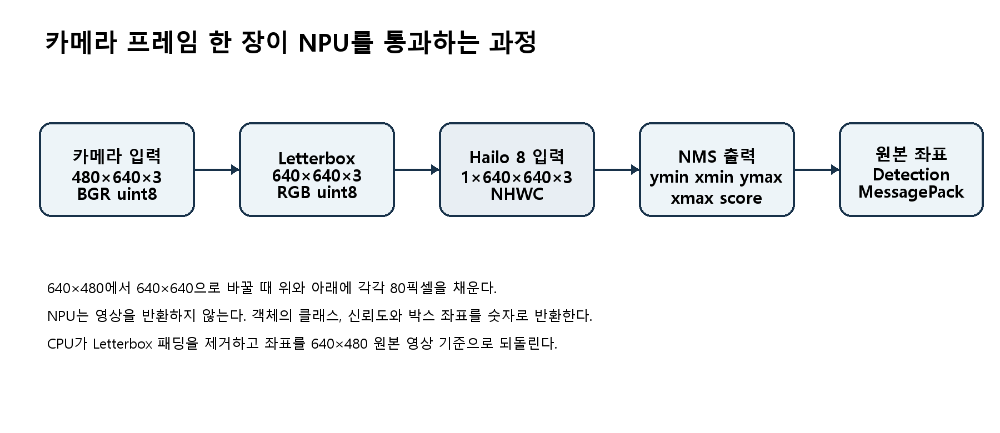 카메라 프레임 한 장이 NPU를 통과하는 과정
카메라 입력
480×640×3
BGR uint8
Letterbox
640×640×3
RGB uint8
Hailo 8 입력
1×640×640×3
NHWC
NMS 출력
ymin xmin ymax
xmax score
원본 좌표
Detection
MessagePack
640×480에서 640×640으로 바꿀 때 위와 아래에 각각 80픽셀을 채운다.
NPU는 영상을 반환하지 않는다. 객체의 클래스, 신뢰도와 박스 좌표를 숫자로 반환한다.
CPU가 Letterbox 패딩을 제거하고 좌표를 640×480 원본 영상 기준으로 되돌린다.